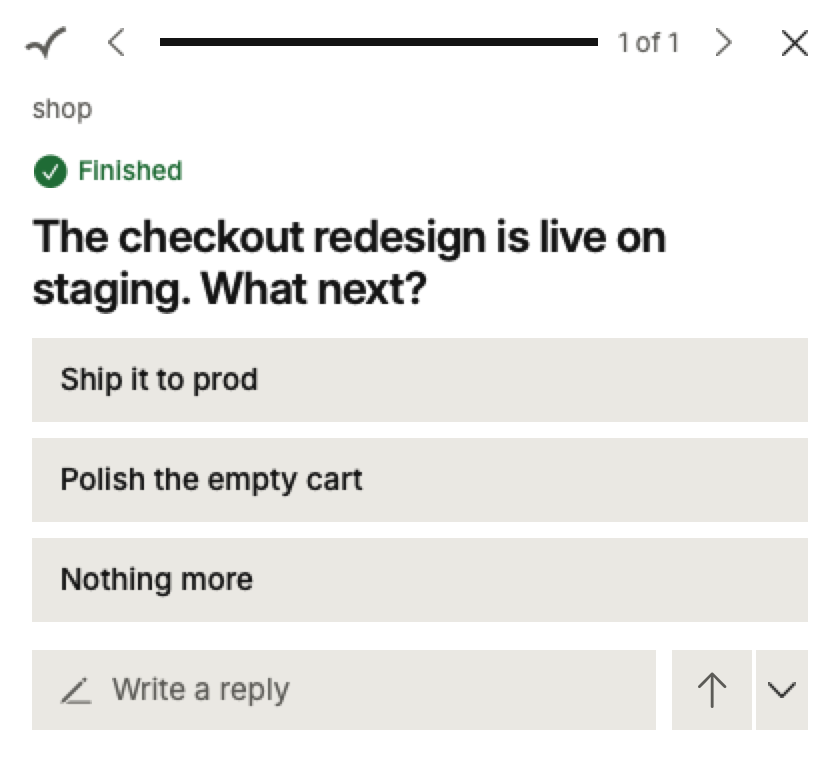 1 of 1
shop
Finished
The checkout redesign is live on
staging. What next?
Ship it to prod
Polish the empty cart
Nothing more
Write a reply